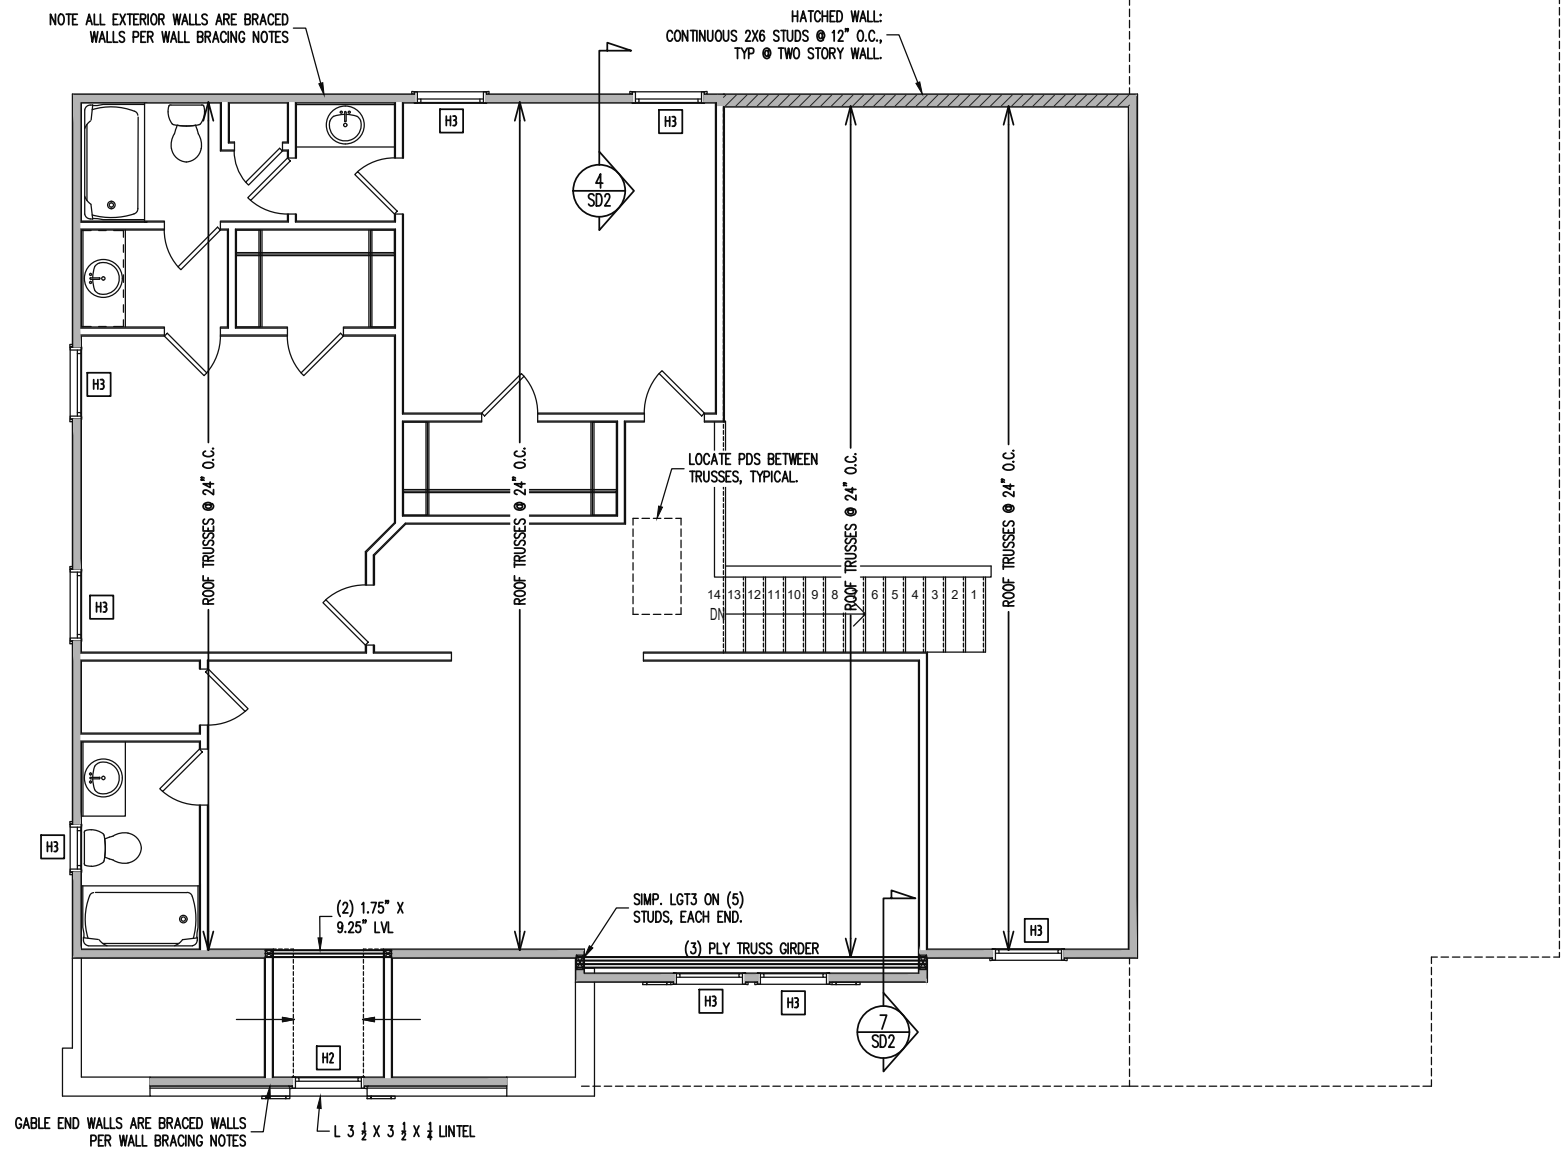 NOTE ALL EXTERIOR WALLS ARE BRACED
WALLS PER WALL BRACING NOTES
HATCHED WALL:
CONTINUOUS 2X6 STUDS @ 12" O.C.,
TYP @ TWO STORY WALL.
H3
H3
4
SD2
H3
LOCATE PDS BETWEEN
TRUSSES, TYPICAL.
ROOF TRUSSES @ 24" O.C.
ROOF TRUSSES @ 24" O.C.
ROOF TRUSSES @ 24" O.C.
ROOF TRUSSES @ 24" O.C.
H3
14 13 12 11 10 9 8 6 5 4 3 2 1
DN
H3
(2) 1.75" X
9.25" LVL
SIMP. LGT3 ON (5)
STUDS, EACH END.
(3) PLY TRUSS GIRDER
H3
H3
H3
7
SD2
H2
GABLE END WALLS ARE BRACED WALLS
PER WALL BRACING NOTES
L 3 1/2 X 3 1/2 X 1/4 LINTEL